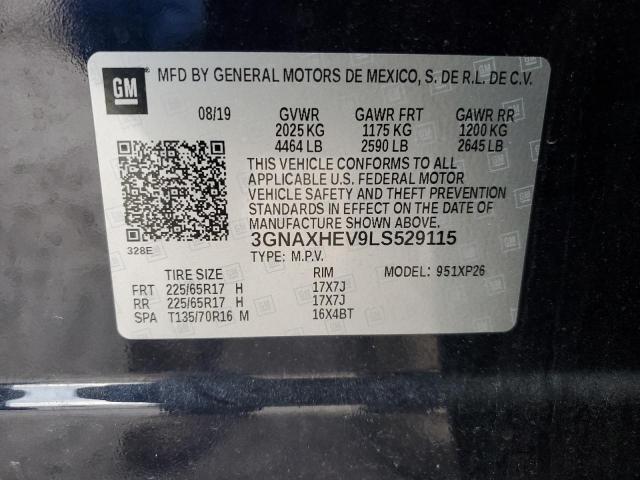 GM MFD BY GENERAL MOTORS DE MEXICO, S. DE R.L. DE C.V.
08/19 GVWR GAWR FRT GAWR RR
2025 KG 1175 KG 1200 KG
4464 LB 2590 LB 2645 LB
THIS VEHICLE CONFORMS TO ALL
APPLICABLE U.S. FEDERAL MOTOR
VEHICLE SAFETY AND THEFT PREVENTION
STANDARDS IN EFFECT ON THE DATE OF
MANUFACTURE SHOWN ABOVE.
328E 3GNAXHEV9LS529115
TYPE: M.P.V.
TIRE SIZE RIM MODEL: 951XP26
FRT 225/65R17 H 17X7J
RR 225/65R17 H 17X7J
SPA T135/70R16 M 16X4BT